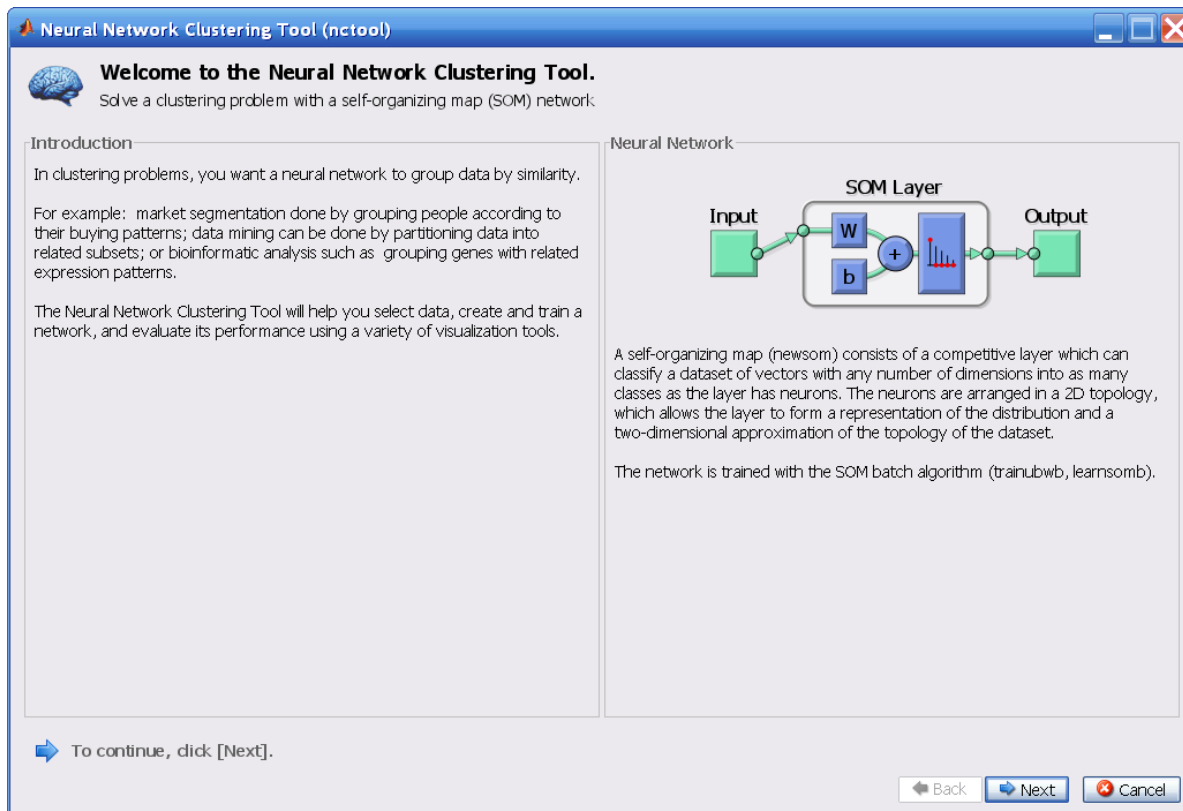 Neural Network Clustering Tool (nctool)
Welcome to the Neural Network Clustering Tool.
Solve a clustering problem with a self-organizing map (SOM) network
Introduction
In clustering problems, you want a neural network to group data by similarity.
For example: market segmentation done by grouping people according to
their buying patterns; data mining can be done by partitioning data into
related subsets; or bioinformatic analysis such as grouping genes with related
expression patterns.
The Neural Network Clustering Tool will help you select data, create and train a
network, and evaluate its performance using a variety of visualization tools.
Neural Network
SOM Layer
Input
Output
W
+
b
A self-organizing map (newsom) consists of a competitive layer which can
classify a dataset of vectors with any number of dimensions into as many
classes as the layer has neurons. The neurons are arranged in a 2D topology,
which allows the layer to form a representation of the distribution and a
two-dimensional approximation of the topology of the dataset.
The network is trained with the SOM batch algorithm (trainubwb, learnsomb).
To continue, click [Next].
Back
Next
Cancel